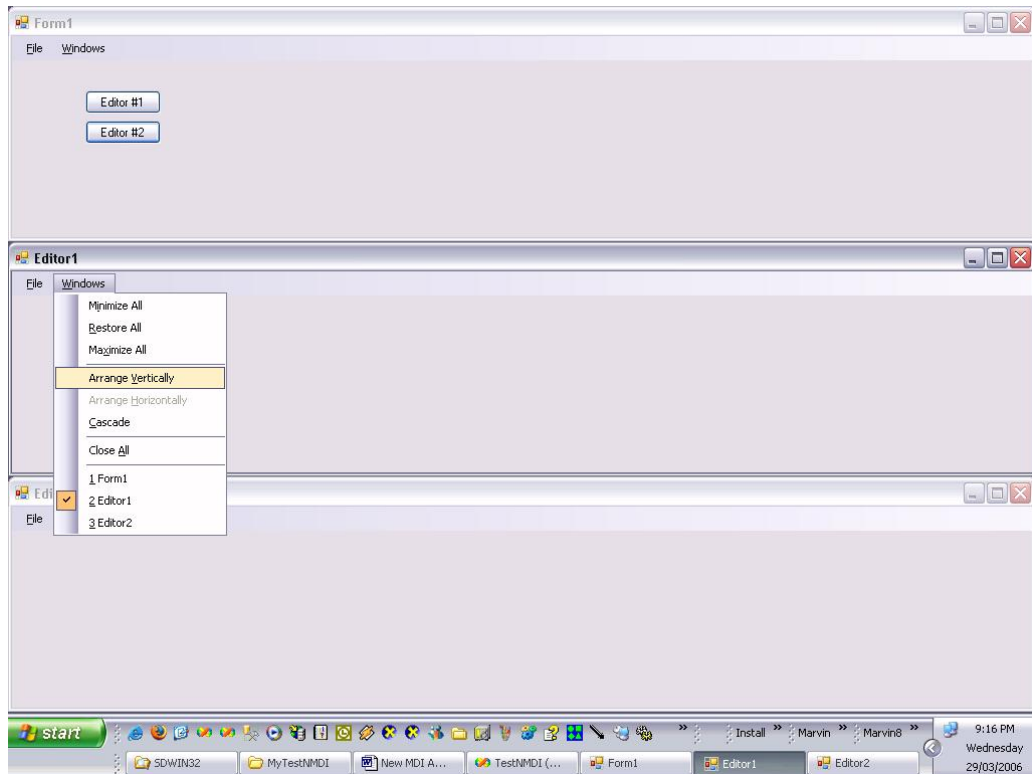 Form1
File Windows
Editor #1
Editor #2
Editor1
File Windows
Minimize All
Restore All
Maximize All
Arrange Vertically
Arrange Horizontally
Cascade
Close All
1 Form1
2 Editor1
3 Editor2
Edi
File
start
Install » Marvin » Marvin8 »
9:16 PM
Wednesday
29/03/2006
SDWIN32 MyTestNMDI New MDI A... TestNMDI (... Form1 Editor1 Editor2